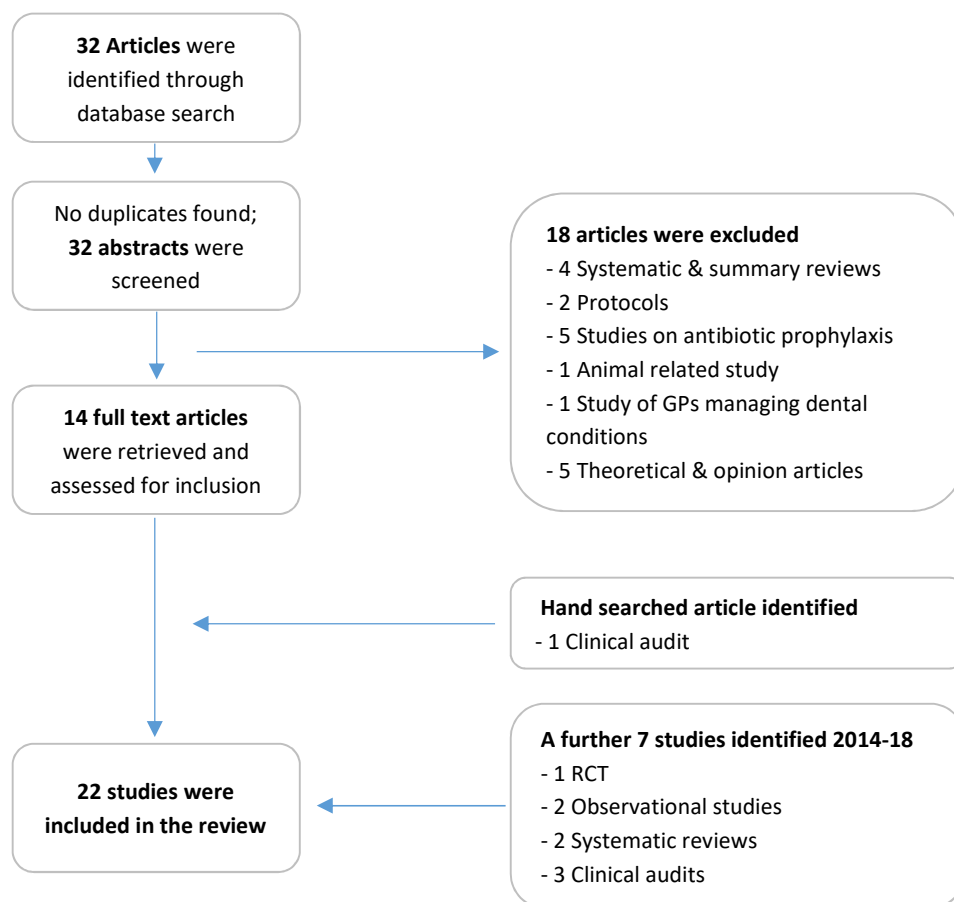 32 Articles were
identified through
database search
No duplicates found;
32 abstracts were
screened
18 articles were excluded
- 4 Systematic & summary reviews
- 2 Protocols
- 5 Studies on antibiotic prophylaxis
- 1 Animal related study
- 1 Study of GPs managing dental
conditions
- 5 Theoretical & opinion articles
14 full text articles
were retrieved and
assessed for inclusion
Hand searched article identified
- 1 Clinical audit
A further 7 studies identified 2014-18
- 1 RCT
- 2 Observational studies
- 2 Systematic reviews
- 3 Clinical audits
22 studies were
included in the review